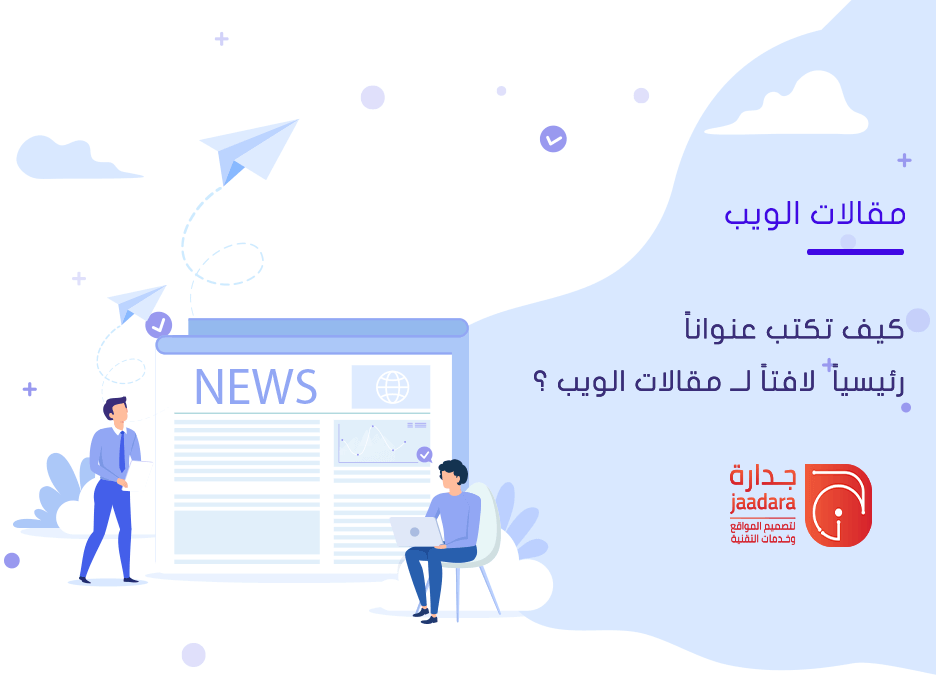 مقالات الويب
كيف تكتب عنواناً
رئيسياً لافتاً لـ مقالات الويب ؟
NEWS
جدارة
jaadara
لتصميم المواقع
وخدمات التقنية